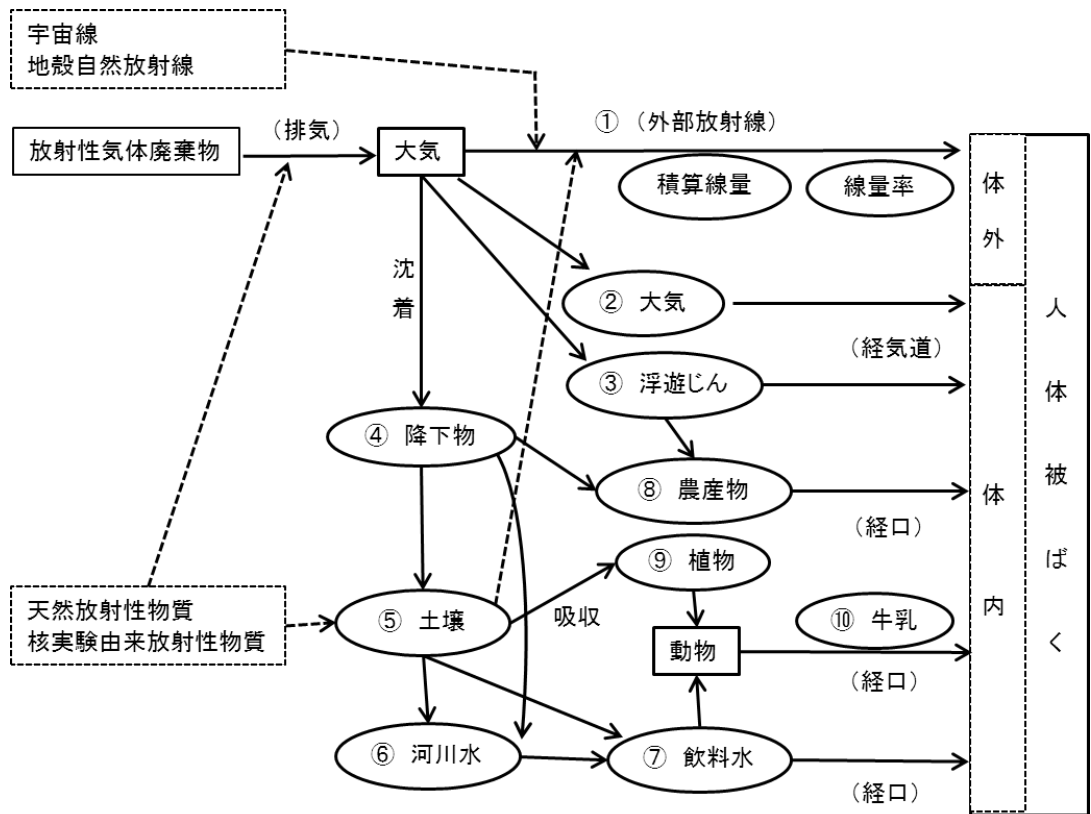 宇宙線
地殻自然放射線
放射性気体廃棄物
（排気）
大気
① （外部放射線）
積算線量
線量率
沈着
② 大気
（経気道）
③ 浮遊じん
④ 降下物
⑧ 農産物
（経口）
⑨ 植物
天然放射性物質
核実験由来放射性物質
⑤ 土壌
吸収
動物
⑩ 牛乳
（経口）
⑥ 河川水
⑦ 飲料水
（経口）
体外
体内
人体被ばく